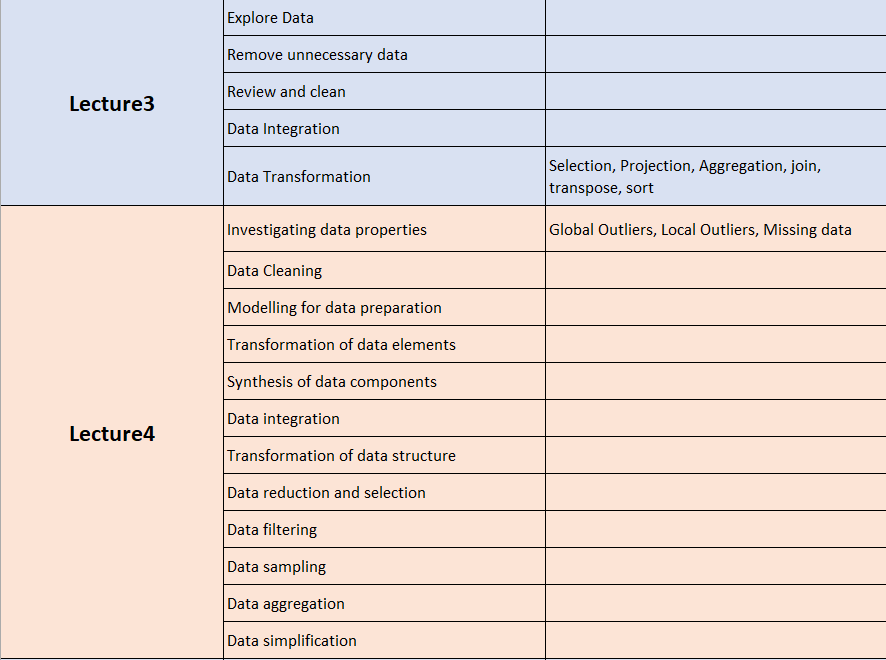 Lecture3
Explore Data
Remove unnecessary data
Review and clean
Data Integration
Data Transformation
Selection, Projection, Aggregation, join,
transpose, sort
Lecture4
Investigating data properties
Global Outliers, Local Outliers, Missing data
Data Cleaning
Modelling for data preparation
Transformation of data elements
Synthesis of data components
Data integration
Transformation of data structure
Data reduction and selection
Data filtering
Data sampling
Data aggregation
Data simplification